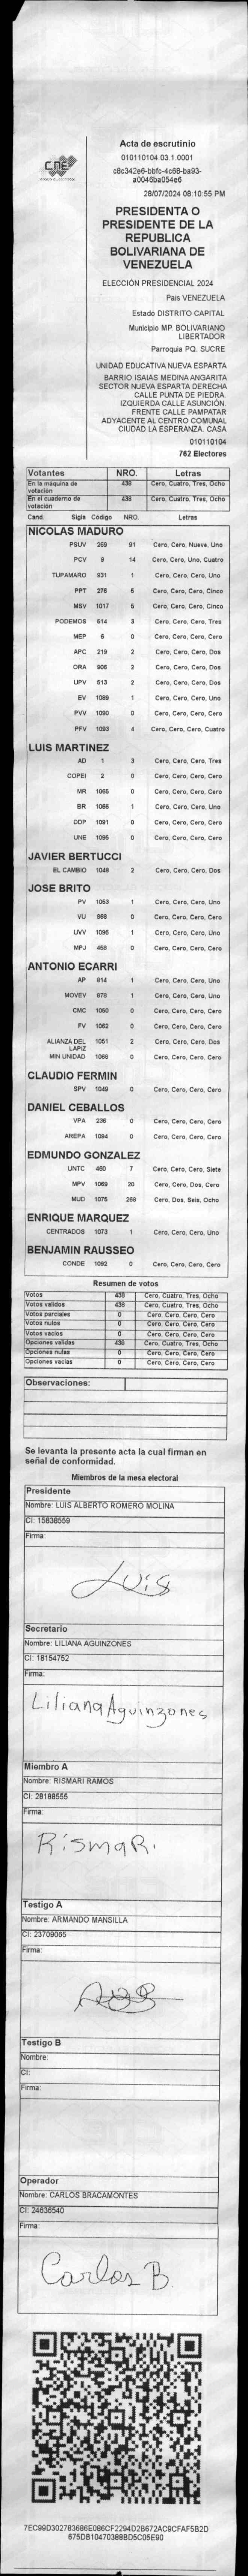 CNE
Acta de escrutinio
010110104.03.1.0001
c8c342e6-bbfc-4c68-ba93-
a0046ba054e6
28/07/2024 08:10:55 PM
PRESIDENTA O
PRESIDENTE DE LA
REPUBLICA
BOLIVARIANA DE
VENEZUELA
ELECCIÓN PRESIDENCIAL 2024
Pais VENEZUELA
Estado DISTRITO CAPITAL
Municipio MP. BOLIVARIANO
LIBERTADOR
Parroquia PQ. SUCRE
UNIDAD EDUCATIVA NUEVA ESPARTA
BARRIO ISAIAS MEDINA ANGARITA
SECTOR NUEVA ESPARTA DERECHA
CALLE PUNTA DE PIEDRA.
IZQUIERDA CALLE ASUNCIÓN.
FRENTE CALLE PAMPATAR
ADYACENTE AL CENTRO COMUNAL
CIUDAD LA ESPERANZA. CASA
010110104
762 Electores
Votantes NRO. Letras
En la máquina de votación 438 Cero, Cuatro, Tres, Ocho
En el cuaderno de votación 438 Cero, Cuatro, Tres, Ocho
Cand. Sigla Código NRO. Letras
NICOLAS MADURO
PSUV 269 91 Cero, Cero, Nueve, Uno
PCV 9 14 Cero, Cero, Uno, Cuatro
TUPAMARO 931 1 Cero, Cero, Cero, Uno
PPT 276 5 Cero, Cero, Cero, Cinco
MSV 1017 5 Cero, Cero, Cero, Cinco
PODEMOS 514 3 Cero, Cero, Cero, Tres
MEP 6 0 Cero, Cero, Cero, Cero
APC 219 2 Cero, Cero, Cero, Dos
ORA 906 2 Cero, Cero, Cero, Dos
UPV 513 2 Cero, Cero, Cero, Dos
EV 1089 1 Cero, Cero, Cero, Uno
PVV 1090 0 Cero, Cero, Cero, Cero
PFV 1093 4 Cero, Cero, Cero, Cuatro
LUIS MARTINEZ
AD 1 3 Cero, Cero, Cero, Tres
COPEI 2 0 Cero, Cero, Cero, Cero
MR 1065 0 Cero, Cero, Cero, Cero
BR 1066 1 Cero, Cero, Cero, Uno
DDP 1091 0 Cero, Cero, Cero, Cero
UNE 1095 0 Cero, Cero, Cero, Cero
JAVIER BERTUCCI
EL CAMBIO 1048 2 Cero, Cero, Cero, Dos
JOSE BRITO
PV 1053 1 Cero, Cero, Cero, Uno
VU 868 0 Cero, Cero, Cero, Cero
UVV 1096 1 Cero, Cero, Cero, Uno
MPJ 458 0 Cero, Cero, Cero, Cero
ANTONIO ECARRI
AP 814 1 Cero, Cero, Cero, Uno
MOVEV 878 1 Cero, Cero, Cero, Uno
CMC 1050 0 Cero, Cero, Cero, Cero
FV 1062 0 Cero, Cero, Cero, Cero
ALIANZA DEL LAPIZ 1051 2 Cero, Cero, Cero, Dos
MIN UNIDAD 1068 0 Cero, Cero, Cero, Cero
CLAUDIO FERMIN
SPV 1049 0 Cero, Cero, Cero, Cero
DANIEL CEBALLOS
VPA 236 0 Cero, Cero, Cero, Cero
AREPA 1094 0 Cero, Cero, Cero, Cero
EDMUNDO GONZALEZ
UNTC 460 7 Cero, Cero, Cero, Siete
MPV 1069 20 Cero, Cero, Dos, Cero
MUD 1075 268 Cero, Dos, Seis, Ocho
ENRIQUE MARQUEZ
CENTRADOS 1073 1 Cero, Cero, Cero, Uno
BENJAMIN RAUSSEO
CONDE 1092 0 Cero, Cero, Cero, Cero
Resumen de votos
Votos 438 Cero, Cuatro, Tres, Ocho
Votos validos 438 Cero, Cuatro, Tres, Ocho
Votos parciales 0 Cero, Cero, Cero, Cero
Votos nulos 0 Cero, Cero, Cero, Cero
Votos vacios 0 Cero, Cero, Cero, Cero
Opciones validas 438 Cero, Cuatro, Tres, Ocho
Opciones nulas 0 Cero, Cero, Cero, Cero
Opciones vacias 0 Cero, Cero, Cero, Cero
Observaciones:
Se levanta la presente acta la cual firman en
señal de conformidad.
Miembros de la mesa electoral
Presidente
Nombre: LUIS ALBERTO ROMERO MOLINA
CI: 15838559
Firma:
Luis
Secretario
Nombre: LILIANA AGUINZONES
CI: 18154752
Firma:
Liliana Aguinzones
Miembro A
Nombre: RISMARI RAMOS
CI: 28188555
Firma:
RismaRi
Testigo A
Nombre: ARMANDO MANSILLA
CI: 23709065
Firma:
Testigo B
Nombre:
CI:
Firma:
Operador
Nombre: CARLOS BRACAMONTES
CI: 24636540
Firma:
Carlos B.
7EC99D302783686E086CF2294D2B672AC9CFAF5B2D
675DB10470388BD5C05E90